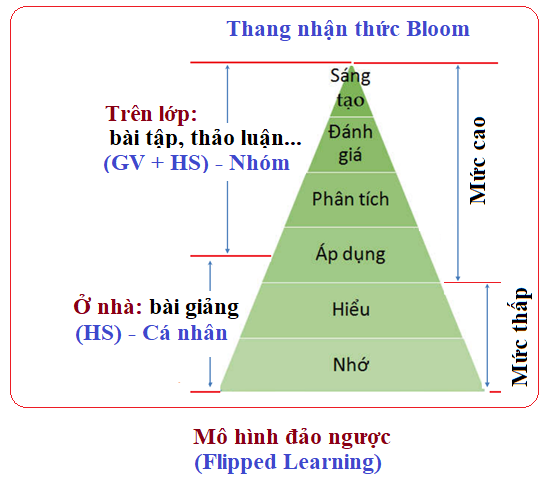 Thang nhận thức Bloom
Sáng
tạo
Trên lớp:
bài tập, thảo luận...
(GV + HS) - Nhóm
Đánh
giá
Mức cao
Phân tích
Áp dụng
Ở nhà: bài giảng
(HS) - Cá nhân
Hiểu
Mức thấp
Nhớ
Mô hình đảo ngược
(Flipped Learning)